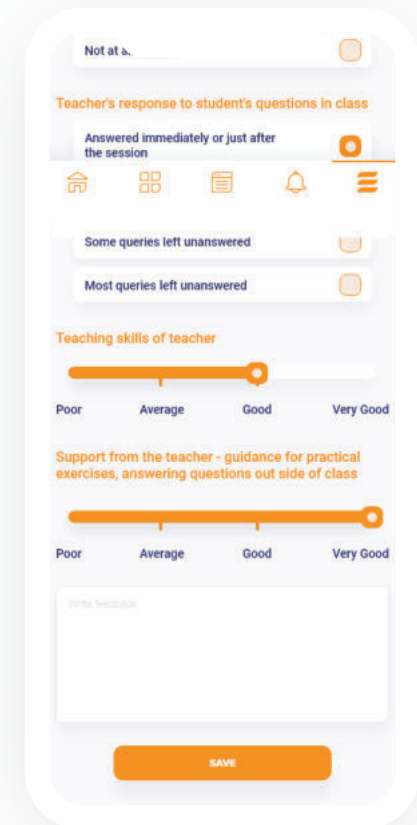 Not at a
Teacher's response to student's questions in class
Answered immediately or just after
the session
Some queries left unanswered
Most queries left unanswered
Teaching skills of teacher
Poor Average Good Very Good
Support from the teacher - guidance for practical
exercises, answering questions out side of class
Poor Average Good Very Good
Write feedback
SAVE